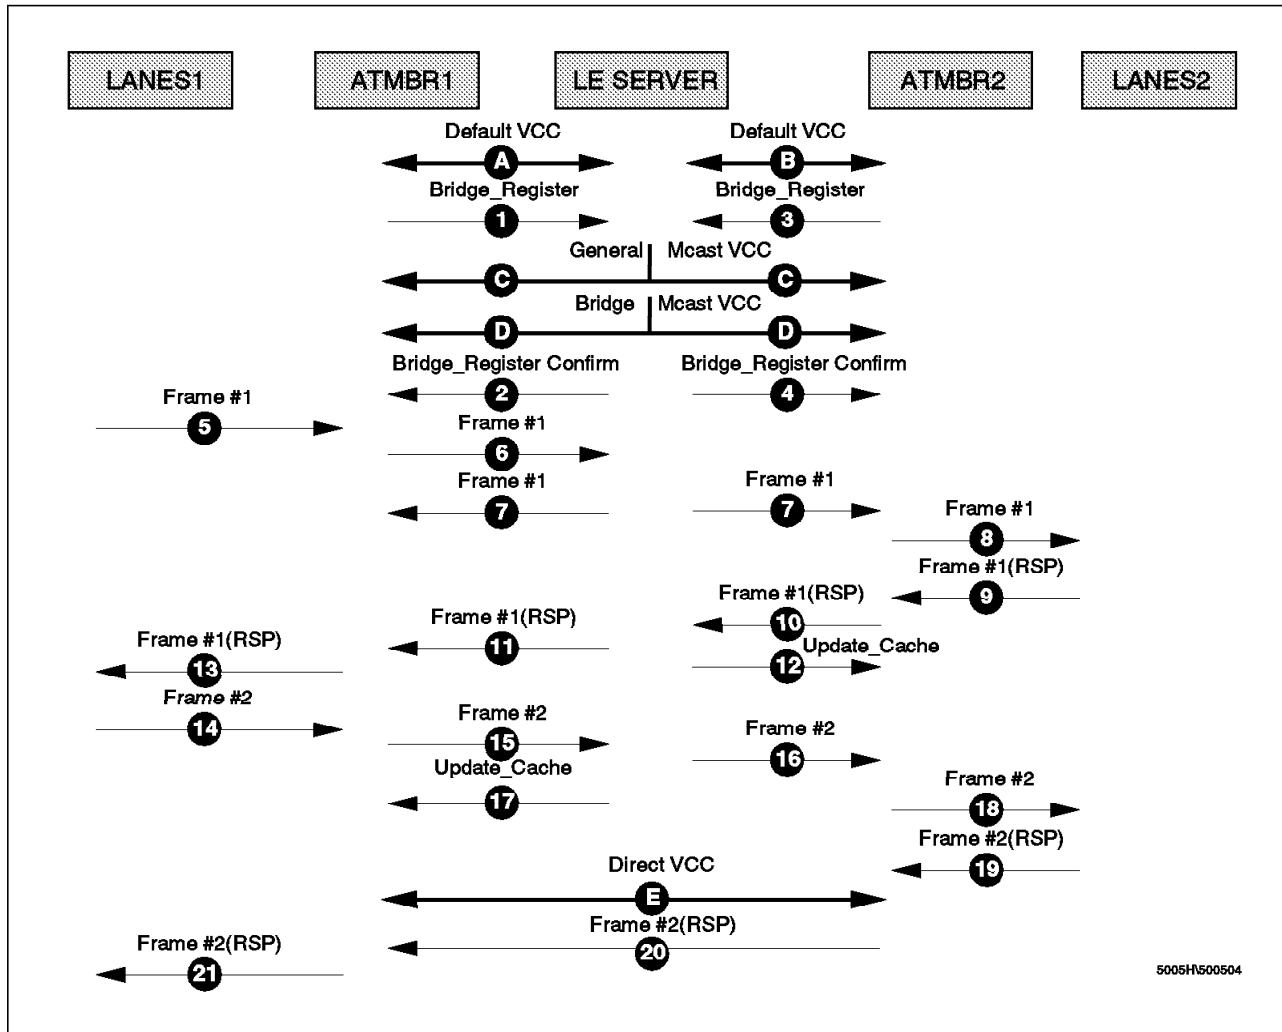 LANES1 ATMBR1 LE SERVER ATMBR2 LANES2
Default VCC Default VCC
A B
Bridge_Register Bridge_Register
1 3
General Mcast VCC
C C
Bridge Mcast VCC
D D
Bridge_Register Confirm Bridge_Register Confirm
2 4
Frame #1
5
Frame #1
6
Frame #1 Frame #1
7 7
Frame #1
8
Frame #1(RSP)
9
Frame #1(RSP)
10
Frame #1(RSP)
11
Update_Cache
12
Frame #1(RSP)
13
Frame #2
14
Frame #2
15
Frame #2
16
Update_Cache
17
Frame #2
18
Frame #2(RSP)
19
Direct VCC
E
Frame #2(RSP)
20
Frame #2(RSP)
21
5005H\500504